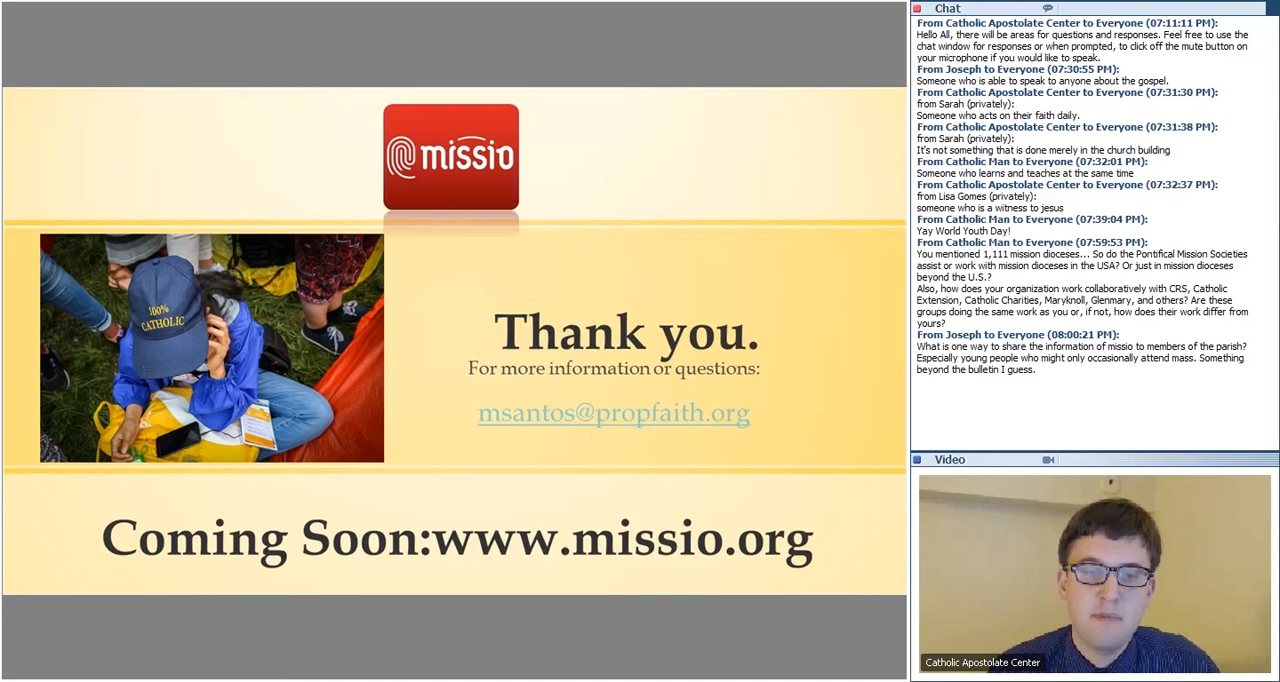 missio
100%
CATHOLIC
Thank you.
For more information or questions:
msantos@propfaith.org
Coming Soon:www.missio.org
Chat
From Catholic Apostolate Center to Everyone (07:11:11 PM):
Hello All, there will be areas for questions and responses. Feel free to use the
chat window for responses or when prompted, to click off the mute button on
your microphone if you would like to speak.
From Joseph to Everyone (07:30:55 PM):
Someone who is able to speak to anyone about the gospel.
From Catholic Apostolate Center to Everyone (07:31:30 PM):
from Sarah (privately):
Someone who acts on their faith daily.
From Catholic Apostolate Center to Everyone (07:31:38 PM):
from Sarah (privately):
It's not something that is done merely in the church building
From Catholic Man to Everyone (07:32:01 PM):
Someone who learns and teaches at the same time
From Catholic Apostolate Center to Everyone (07:32:37 PM):
from Lisa Gomes (privately):
someone who is a witness to jesus
From Catholic Man to Everyone (07:39:04 PM):
Yay World Youth Day!
From Catholic Man to Everyone (07:59:53 PM):
You mentioned 1,111 mission dioceses... So do the Pontifical Mission Societies
assist or work with mission dioceses in the USA? Or just in mission dioceses
beyond the U.S.?
Also, how does your organization work collaboratively with CRS, Catholic
Extension, Catholic Charities, Maryknoll, Glenmary, and others? Are these
groups doing the same work as you or, if not, how does their work differ from
yours?
From Joseph to Everyone (08:00:21 PM):
What is one way to share the information of missio to members of the parish?
Especially young people who might only occasionally attend mass. Something
beyond the bulletin I guess.
Video
Catholic Apostolate Center